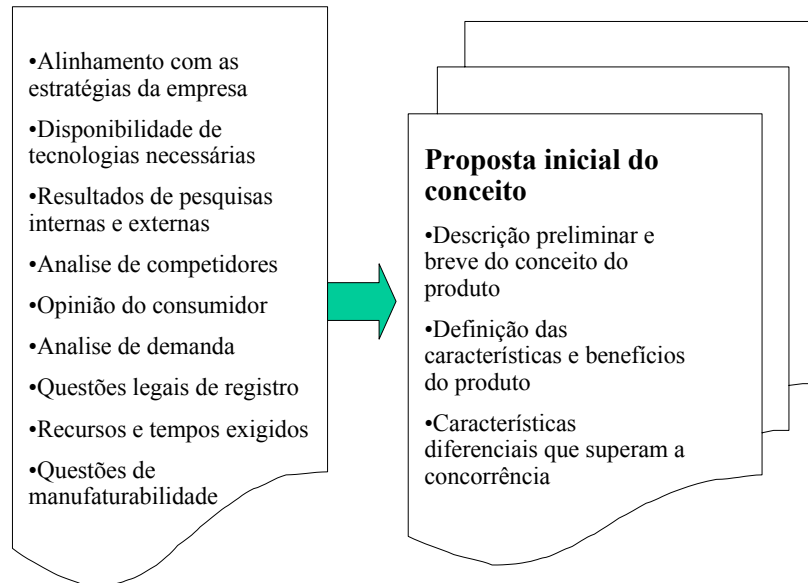 •Alinhamento com as
estratégias da empresa
•Disponibilidade de
tecnologias necessárias
•Resultados de pesquisas
internas e externas
•Analise de competidores
•Opinião do consumidor
•Analise de demanda
•Questões legais de registro
•Recursos e tempos exigidos
•Questões de
manufaturabilidade
Proposta inicial do
conceito
•Descrição preliminar e
breve do conceito do
produto
•Definição das
características e benefícios
do produto
•Características
diferenciais que superam a
concorrência